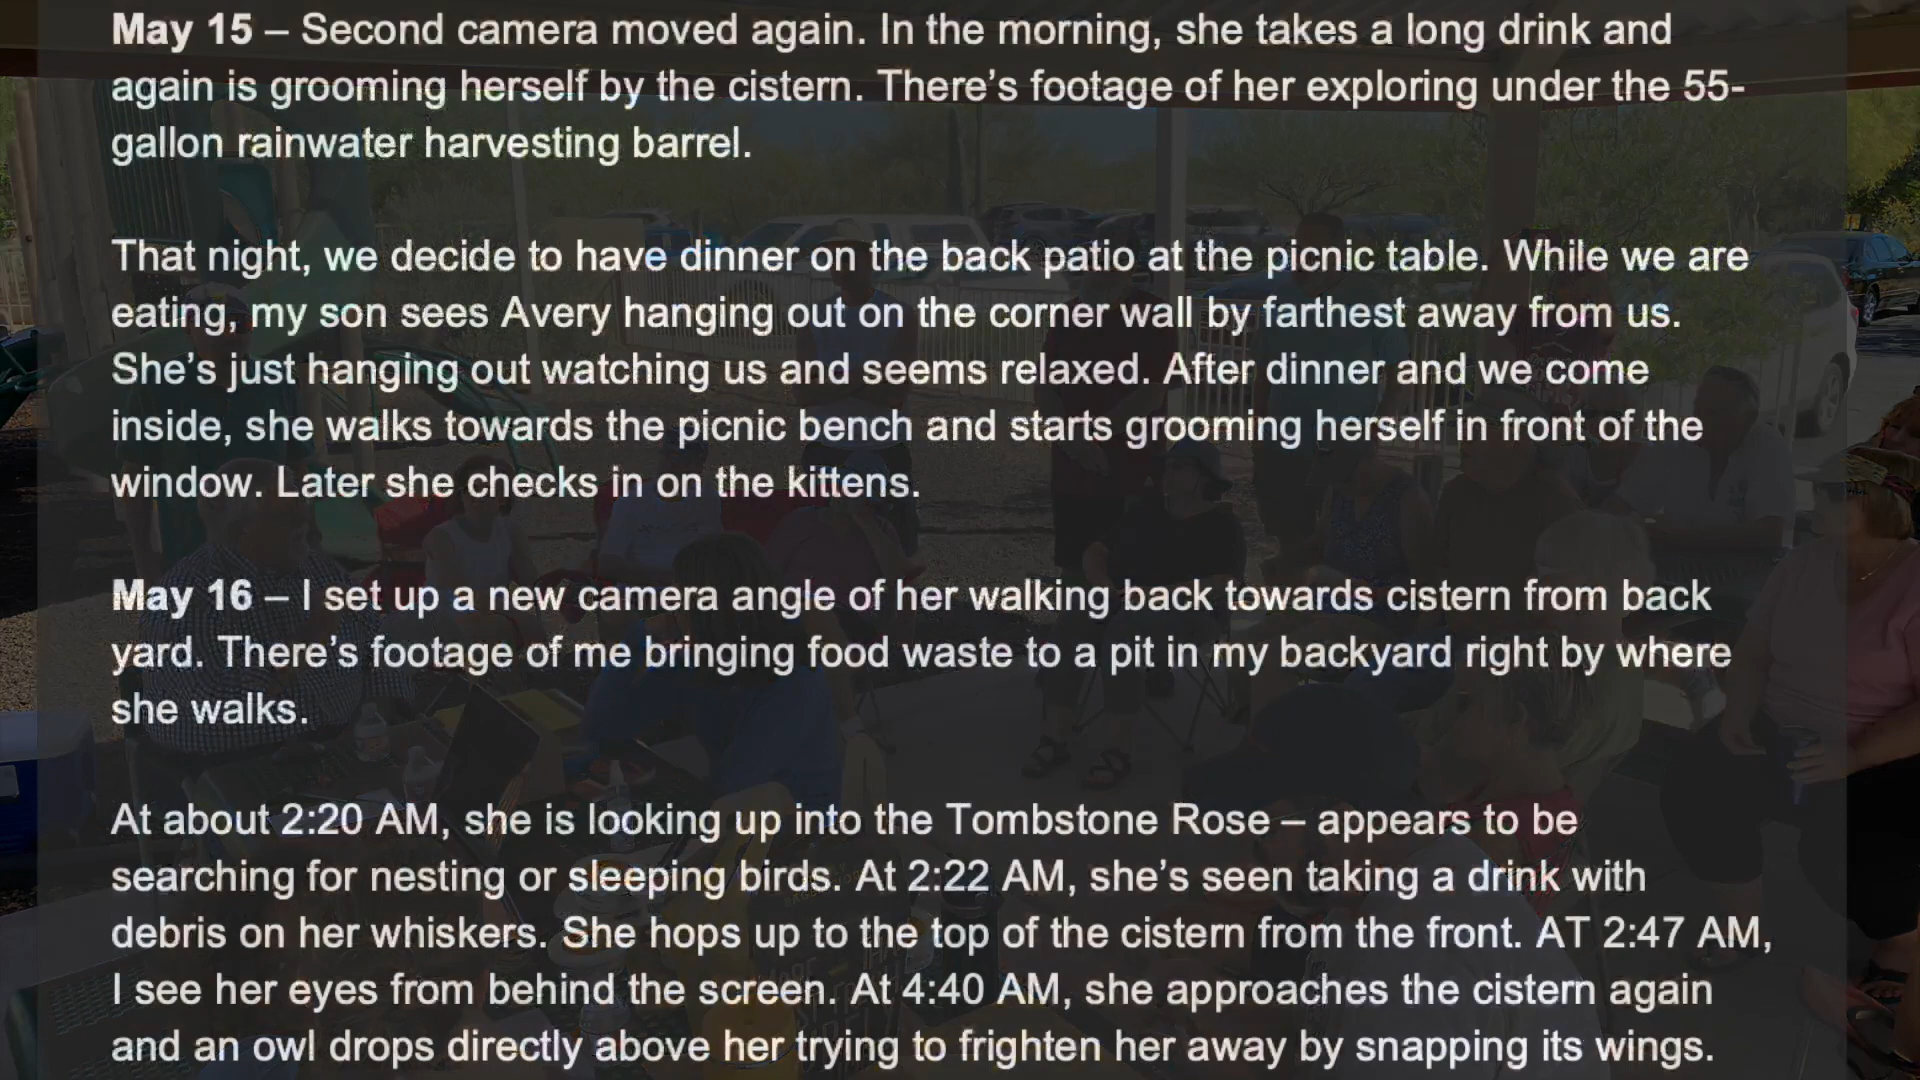 May 15 – Second camera moved again. In the morning, she takes a long drink and
again is grooming herself by the cistern. There’s footage of her exploring under the 55-
gallon rainwater harvesting barrel.
That night, we decide to have dinner on the back patio at the picnic table. While we are
eating, my son sees Avery hanging out on the corner wall by farthest away from us.
She’s just hanging out watching us and seems relaxed. After dinner and we come
inside, she walks towards the picnic bench and starts grooming herself in front of the
window. Later she checks in on the kittens.
May 16 – I set up a new camera angle of her walking back towards cistern from back
yard. There’s footage of me bringing food waste to a pit in my backyard right by where
she walks.
At about 2:20 AM, she is looking up into the Tombstone Rose – appears to be
searching for nesting or sleeping birds. At 2:22 AM, she’s seen taking a drink with
debris on her whiskers. She hops up to the top of the cistern from the front. AT 2:47 AM,
I see her eyes from behind the screen. At 4:40 AM, she approaches the cistern again
and an owl drops directly above her trying to frighten her away by snapping its wings.